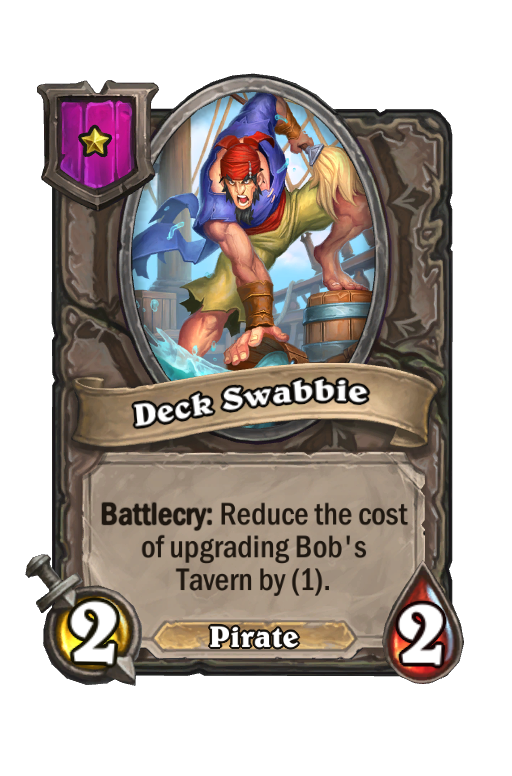 Deck Swabbie
Battlecry: Reduce the cost
of upgrading Bob's
Tavern by (1).
2
Pirate
2